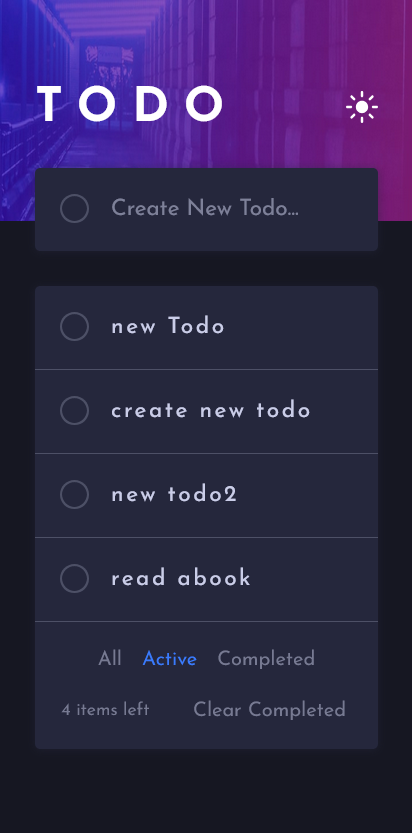 TODO
Create New Todo...
new Todo
create new todo
new todo2
read abook
All Active Completed
4 items left Clear Completed